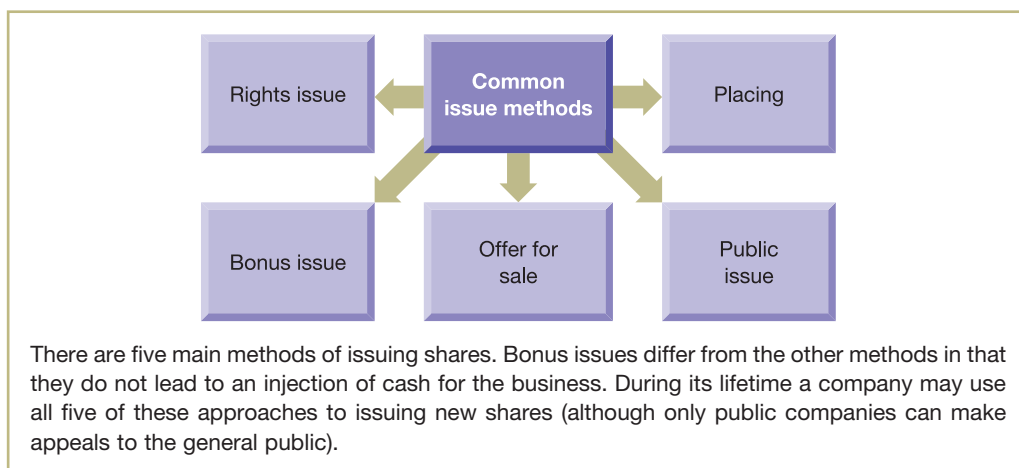 Rights issue
Common
issue methods
Placing
Bonus issue
Offer for
sale
Public
issue
There are five main methods of issuing shares. Bonus issues differ from the other methods in that
they do not lead to an injection of cash for the business. During its lifetime a company may use
all five of these approaches to issuing new shares (although only public companies can make
appeals to the general public).